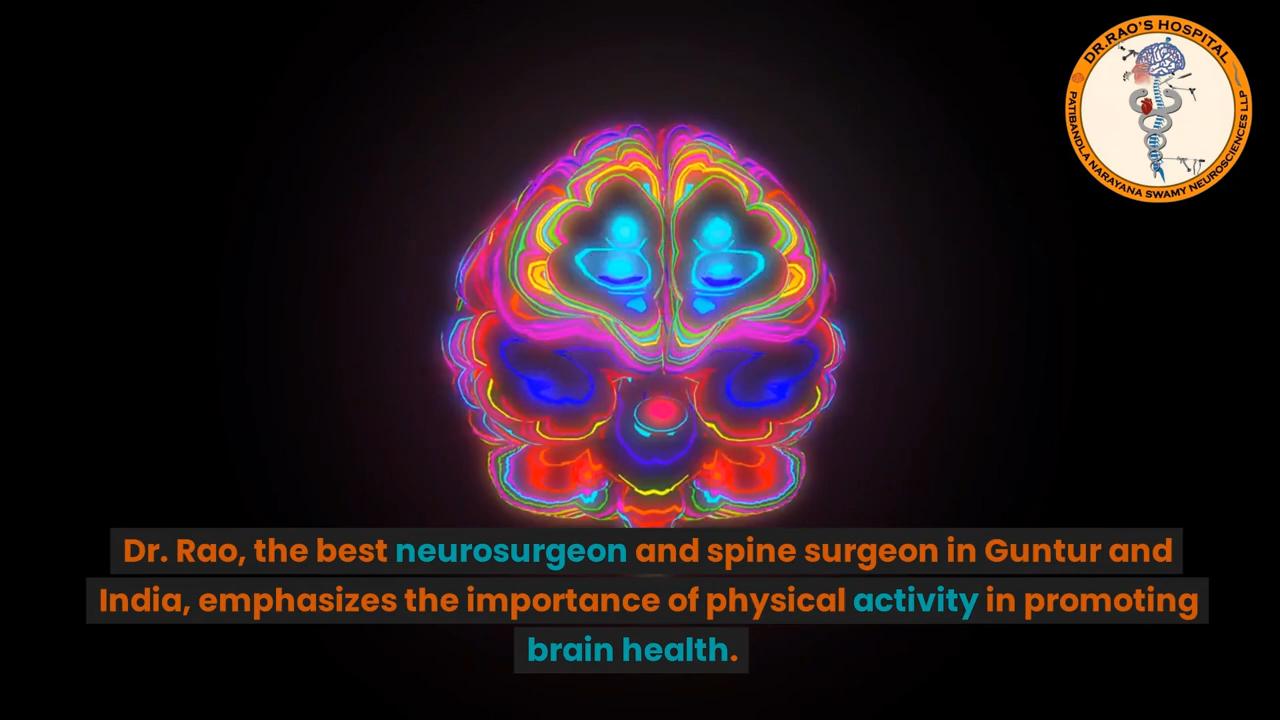 DR.RAO'S HOSPITAL
PATIBANDLA NARAYANA SWAMY NEUROSCIENCES LLP
Dr. Rao, the best neurosurgeon and spine surgeon in Guntur and
India, emphasizes the importance of physical activity in promoting
brain health.